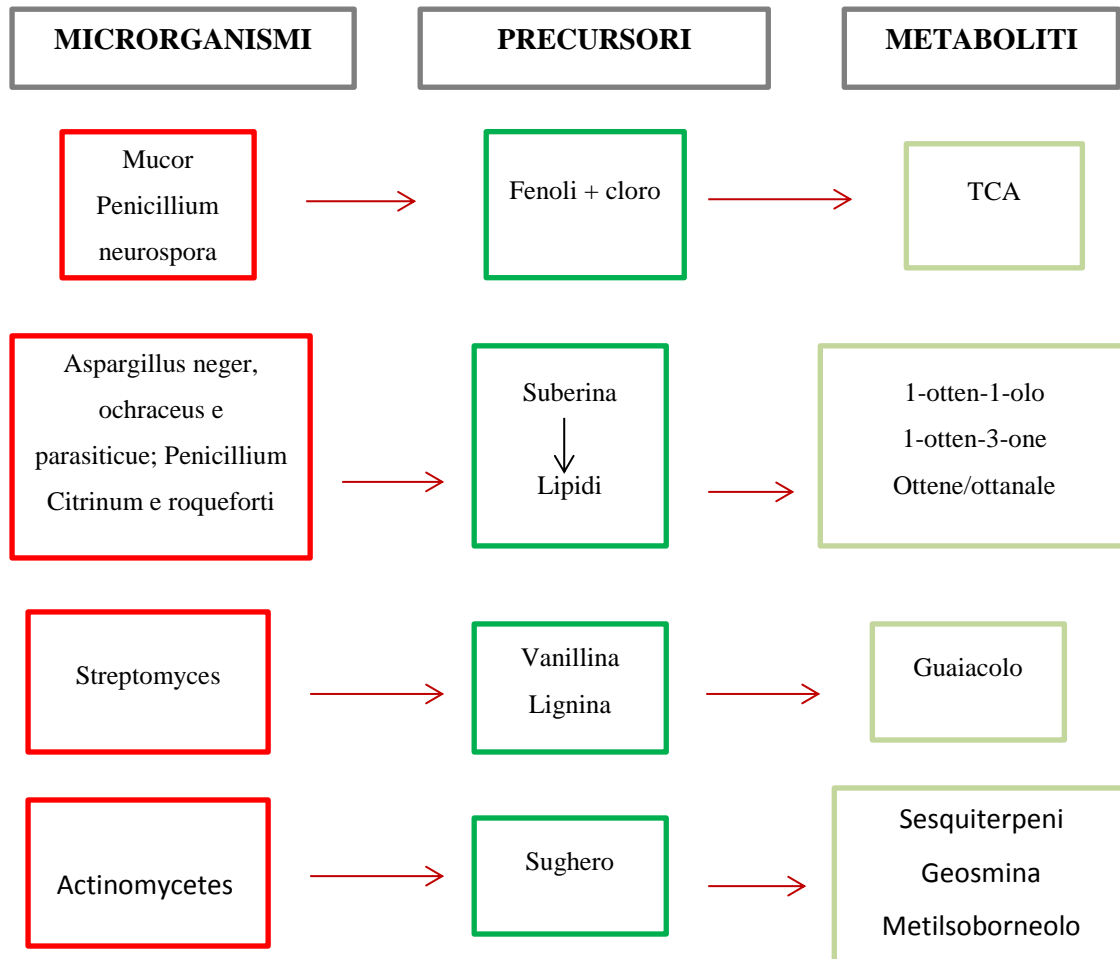 MICRORGANISMI
PRECURSORI
METABOLITI
Mucor
Penicillium
neurospora
Fenoli + cloro
TCA
Aspargillus neger,
ochraceus e
parasiticue; Penicillium
Citrinum e roqueforti
Suberina
Lipidi
1-otten-1-olo
1-otten-3-one
Ottene/ottanale
Streptomyces
Vanillina
Lignina
Guaiacolo
Actinomycetes
Sughero
Sesquiterpeni
Geosmina
Metilsoborneolo